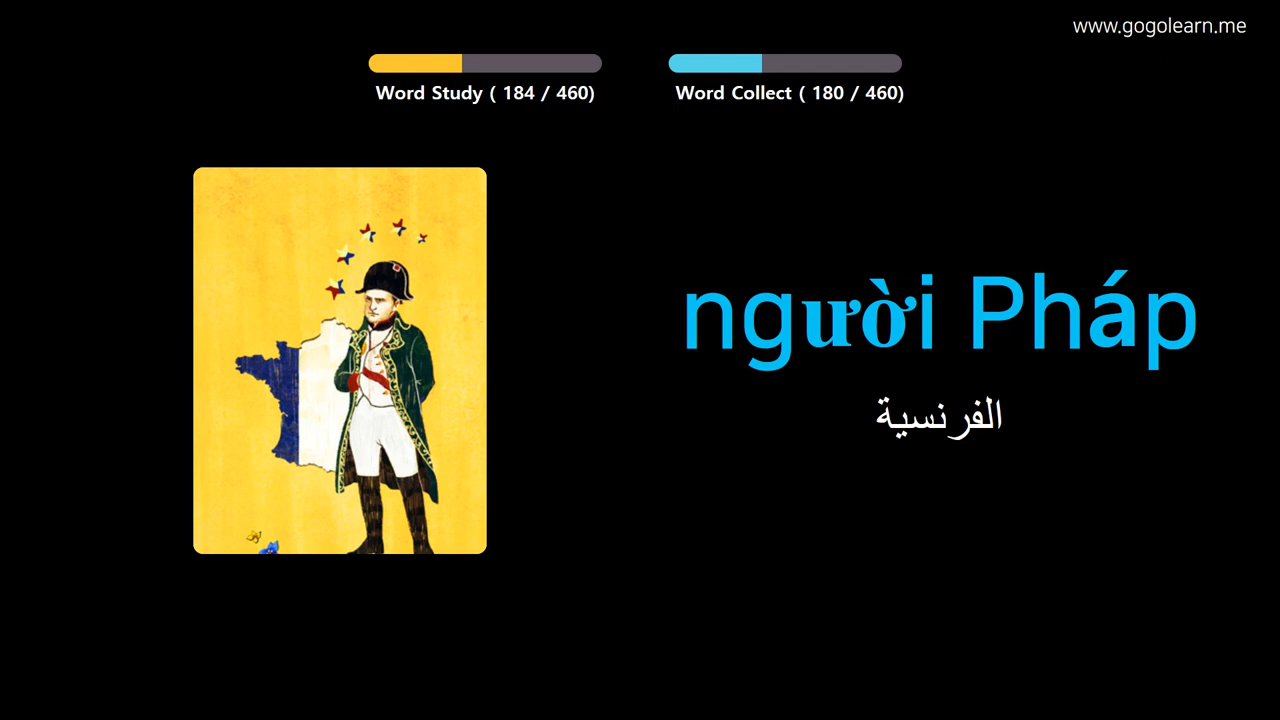 www.gogolearn.me
Word Study ( 184 / 460)
Word Collect ( 180 / 460)
người Pháp
الفرنسية